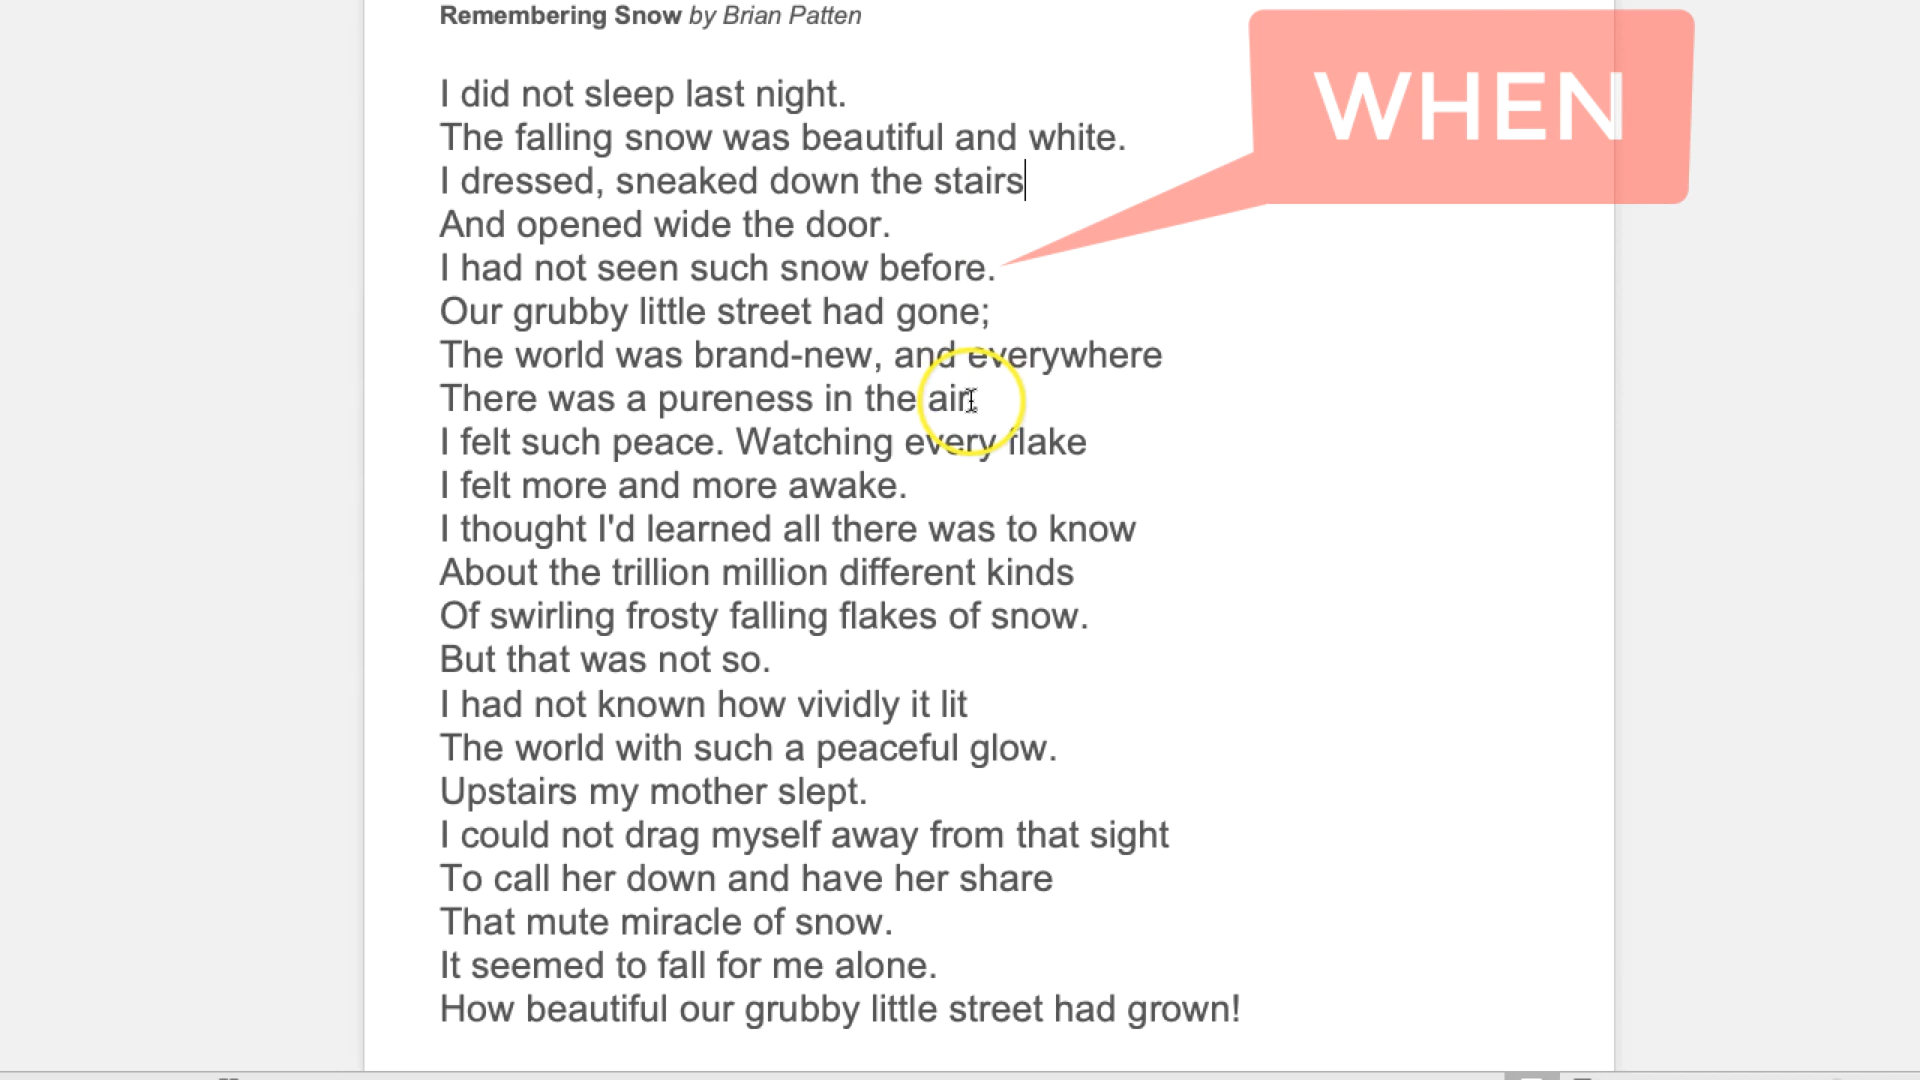 Remembering Snow by Brian Patten
WHEN
I did not sleep last night.
The falling snow was beautiful and white.
I dressed, sneaked down the stairs
And opened wide the door.
I had not seen such snow before.
Our grubby little street had gone;
The world was brand-new, and everywhere
There was a pureness in the air.
I felt such peace. Watching every flake
I felt more and more awake.
I thought I'd learned all there was to know
About the trillion million different kinds
Of swirling frosty falling flakes of snow.
But that was not so.
I had not known how vividly it lit
The world with such a peaceful glow.
Upstairs my mother slept.
I could not drag myself away from that sight
To call her down and have her share
That mute miracle of snow.
It seemed to fall for me alone.
How beautiful our grubby little street had grown!